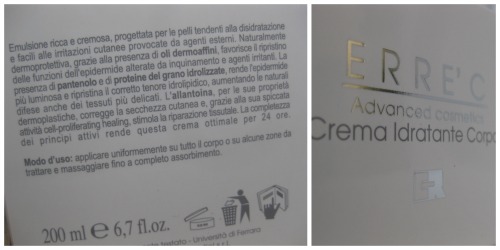 Emulsione ricca e cremosa, progettata per le pelli tendenti alla disidratazione
e facili alle irritazioni cutanee provocate da agenti esterni. Naturalmente
dermoprottetiva, grazie alla presenza di oli dermoaffini, favorisce il ripristino
delle funzioni dell'epidermide alterate da inquinamento e agenti irritanti. La
presenza di pantenolo e di proteine del grano idrolizzate, rende l'epidermide
più luminosa e ripristina il corretto tenore idrolipidico, aumentando le naturali
difese anche dei tessuti più delicati. L'allantoina, per le sue proprietà
dermoplastiche, corregge la secchezza cutanea e, grazie alla sua spiccata
attività cell-proliferating healing, stimola la riparazione tissutale. La completezza
dei principi attivi rende questa crema ottimale per 24 ore.
Modo d'uso: applicare uniformemente su tutto il corpo o su alcune zone da
trattare e massaggiare fino a completo assorbimento.
200 ml e 6,7 fl.oz.
testato - Università di Ferrara
ERRE'C
Advanced cosmetics
Crema Idratante Corpo